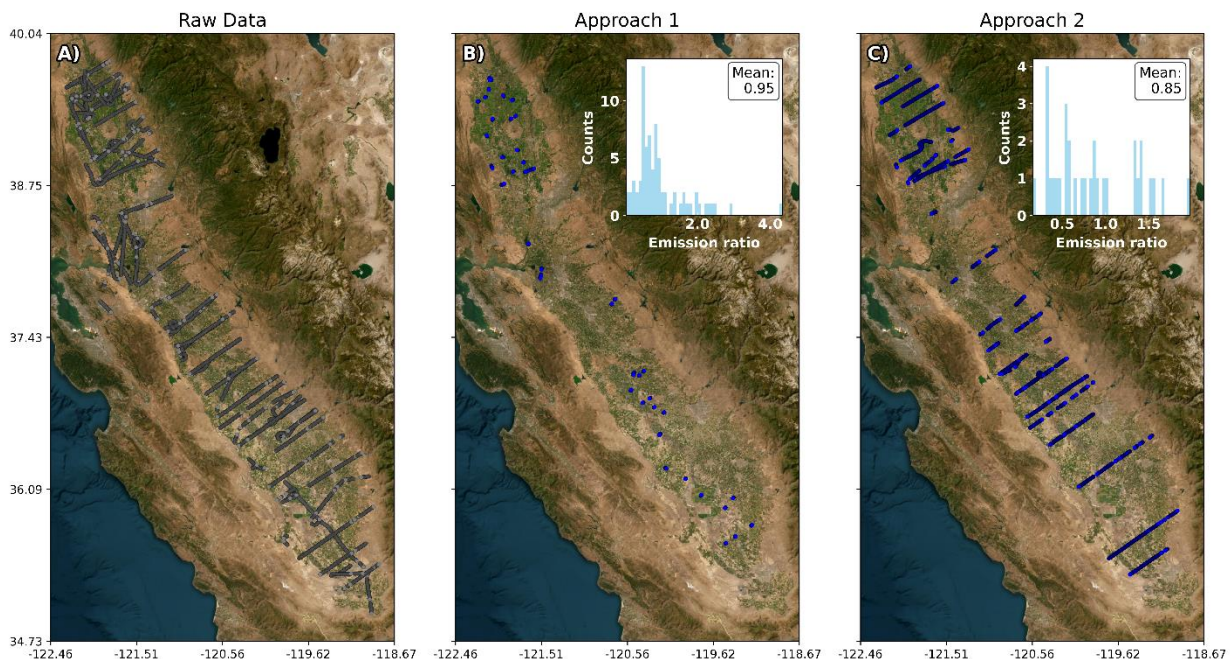 Raw Data
Approach 1
Approach 2
40.04
38.75
37.43
36.09
34.73
A)
-122.46 -121.51 -120.56 -119.62 -118.67
B)
Mean:
0.95
10
5
0
Counts
2.0 4.0
Emission ratio
-122.46 -121.51 -120.56 -119.62 -118.67
C)
Mean:
0.85
4
3
2
1
0
Counts
0.5 1.0 1.5
Emission ratio
-122.46 -121.51 -120.56 -119.62 -118.67